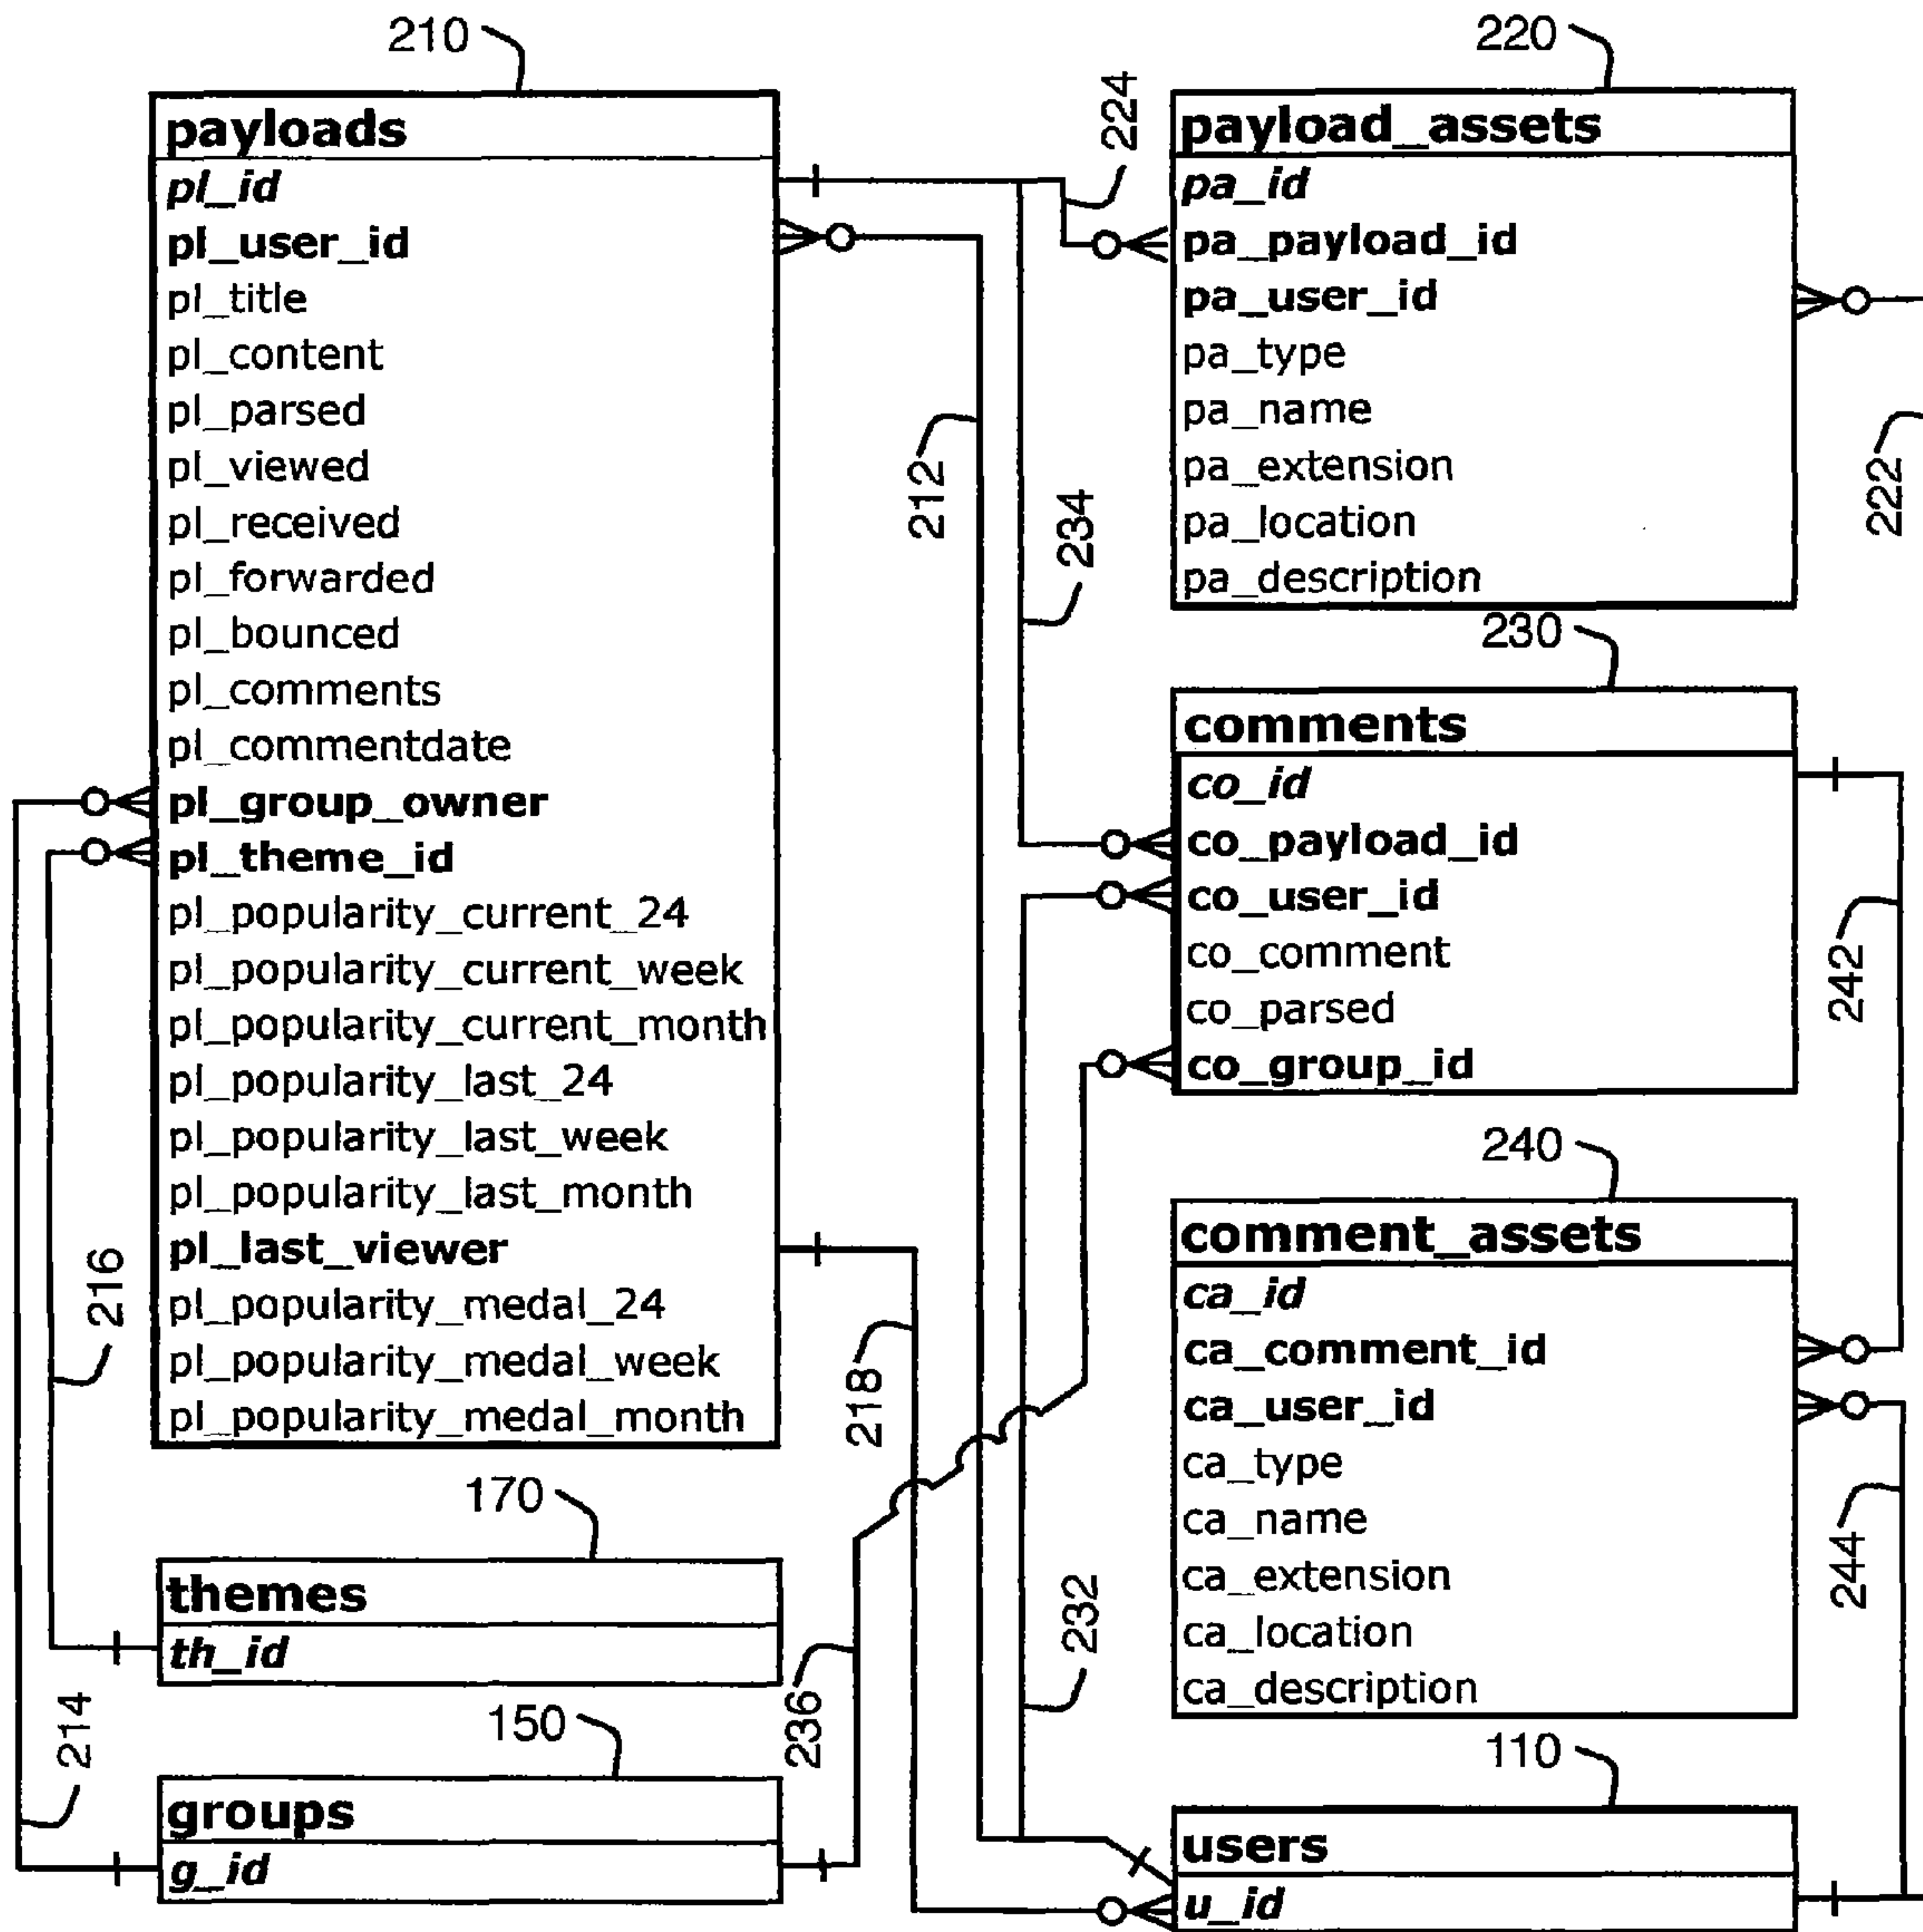 210
payloads
pl_id
pl_user_id
pl_title
pl_content
pl_parsed
pl_viewed
pl_received
pl_forwarded
pl_bounced
pl_comments
pl_commentdate
pl_group_owner
pl_theme_id
pl_popularity_current_24
pl_popularity_current_week
pl_popularity_current_month
pl_popularity_last_24
pl_popularity_last_week
pl_popularity_last_month
pl_last_viewer
pl_popularity_medal_24
pl_popularity_medal_week
pl_popularity_medal_month
216
214
170
themes
th_id
150
groups
g_id
224
212
234
218
236
232
220
payload_assets
pa_id
pa_payload_id
pa_user_id
pa_type
pa_name
pa_extension
pa_location
pa_description
222
230
comments
co_id
co_payload_id
co_user_id
co_comment
co_parsed
co_group_id
242
240
comment_assets
ca_id
ca_comment_id
ca_user_id
ca_type
ca_name
ca_extension
ca_location
ca_description
244
110
users
u_id